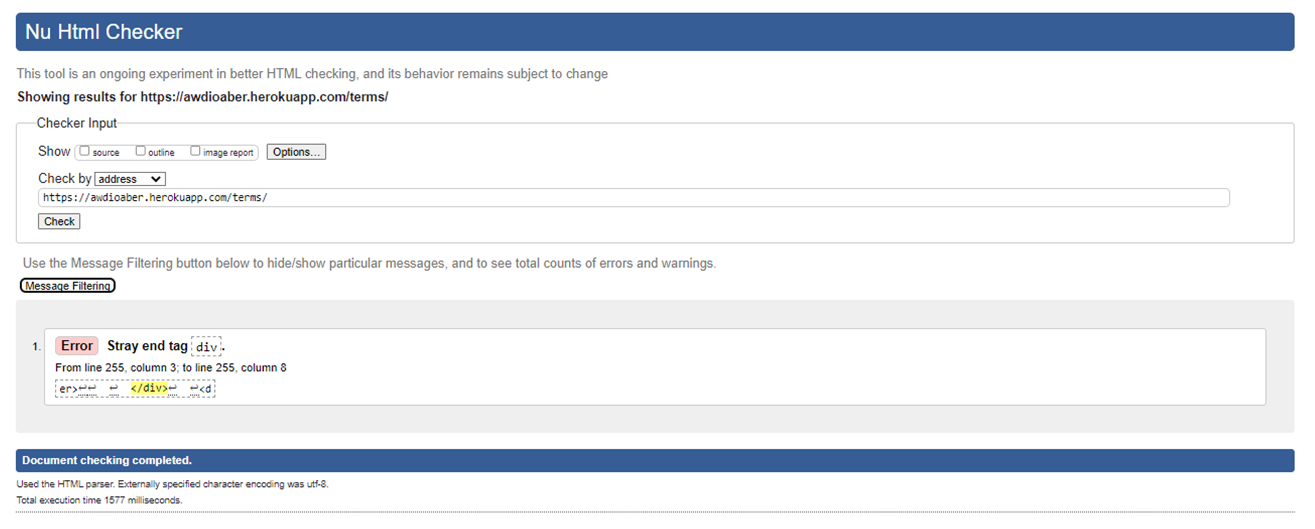 Nu Html Checker
This tool is an ongoing experiment in better HTML checking, and its behavior remains subject to change
Showing results for https://awdioaber.herokuapp.com/terms/
Checker Input
Show source outline image report Options...
Check by address
https://awdioaber.herokuapp.com/terms/
Check
Use the Message Filtering button below to hide/show particular messages, and to see total counts of errors and warnings.
Message Filtering
1. Error Stray end tag div.
From line 255, column 3; to line 255, column 8
er>↩↩ ↩ </div>↩ ↩<d
Document checking completed.
Used the HTML parser. Externally specified character encoding was utf-8.
Total execution time 1577 milliseconds.